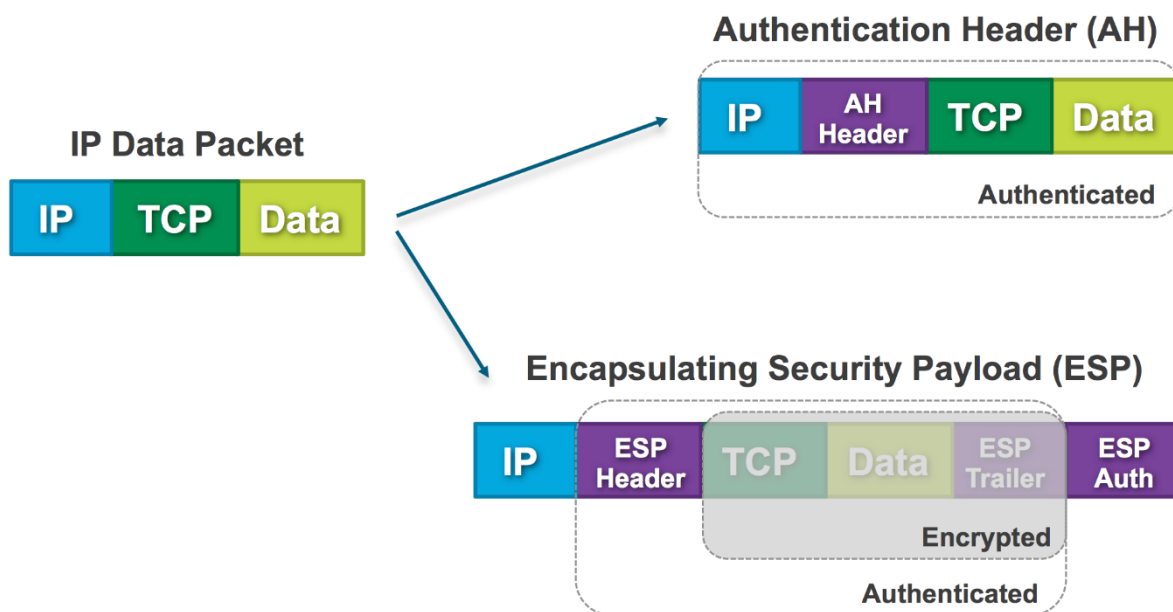 Authentication Header (AH)
IP AH Header TCP Data
Authenticated
IP Data Packet
IP TCP Data
Encapsulating Security Payload (ESP)
IP ESP Header TCP Data ESP Trailer ESP Auth
Encrypted
Authenticated